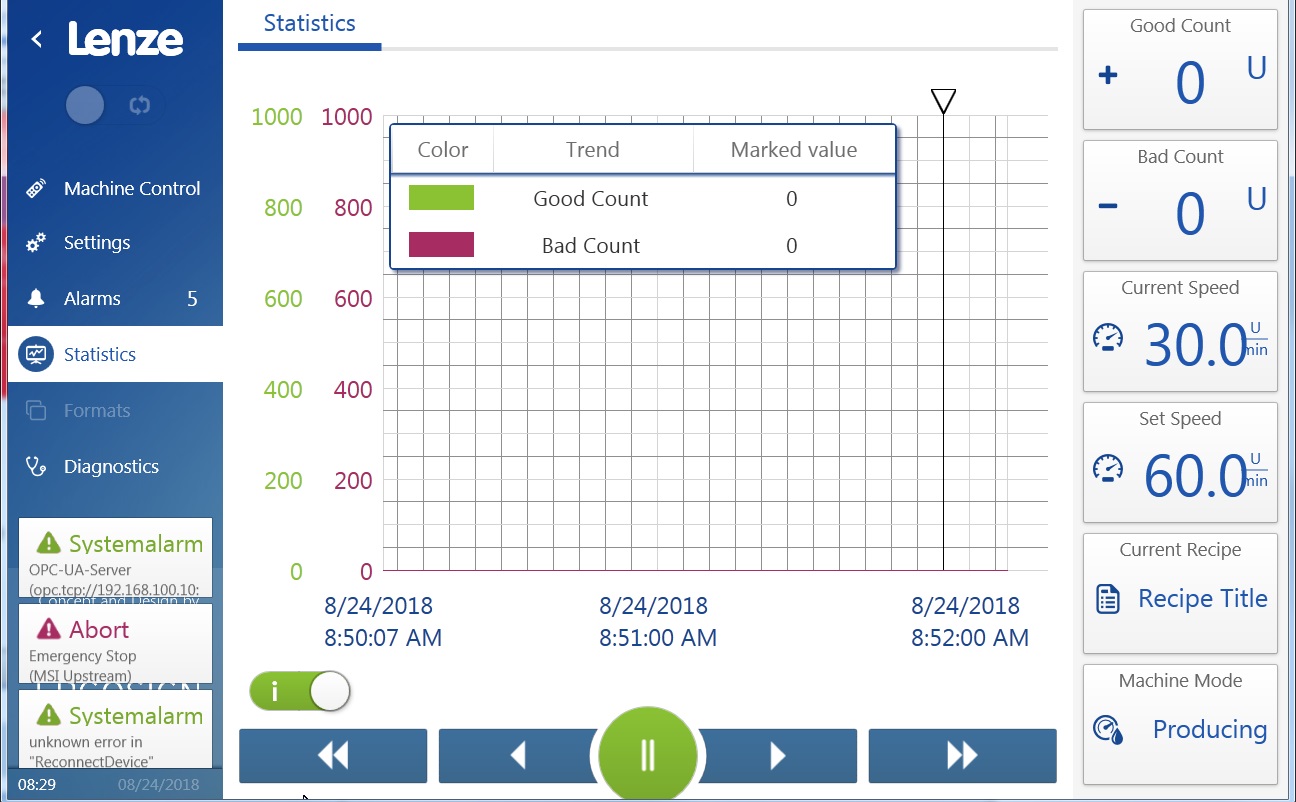 Lenze
Machine Control
Settings
Alarms 5
Statistics
Formats
Diagnostics
Systemalarm
OPC-UA-Server
(opc.tcp://192.168.100.10:
Concept and Design by
Abort
Emergency Stop
(MSI Upstream)
ERGOSIGN
Systemalarm
unknown error in
"ReconnectDevice"
08:29 08/24/2018
Statistics
1000 1000
800 800
600 600
400 400
200 200
0 0
Color Trend Marked value
Good Count 0
Bad Count 0
8/24/2018 8/24/2018 8/24/2018
8:50:07 AM 8:51:00 AM 8:52:00 AM
i
Good Count
+ 0 U
Bad Count
− 0 U
Current Speed
30.0 U
min
Set Speed
60.0 U
min
Current Recipe
Recipe Title
Machine Mode
Producing